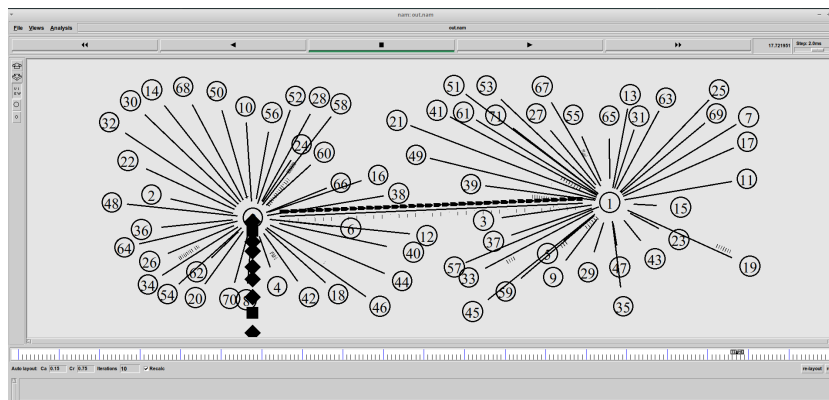 nam: out.nam
File Views Analysis
out.nam
17.721651 Step: 2.0ms
51 53 67 25
14 68 50 52 28 58 13 63
30 10 56 41 61 71 27 55 65 31 69 7
32 21 17
24 60 49
22 16 11
2 66 38 39
48 1 15
36 6 3
64 12 37 23
26 40 5 43
62 57 33 47 19
34 44 9 29
54 20 70 8 4 42 18 46 59
45 35
Auto layout: Ca 0.15 Cr 0.75 Iterations 10 Recalc re-layout